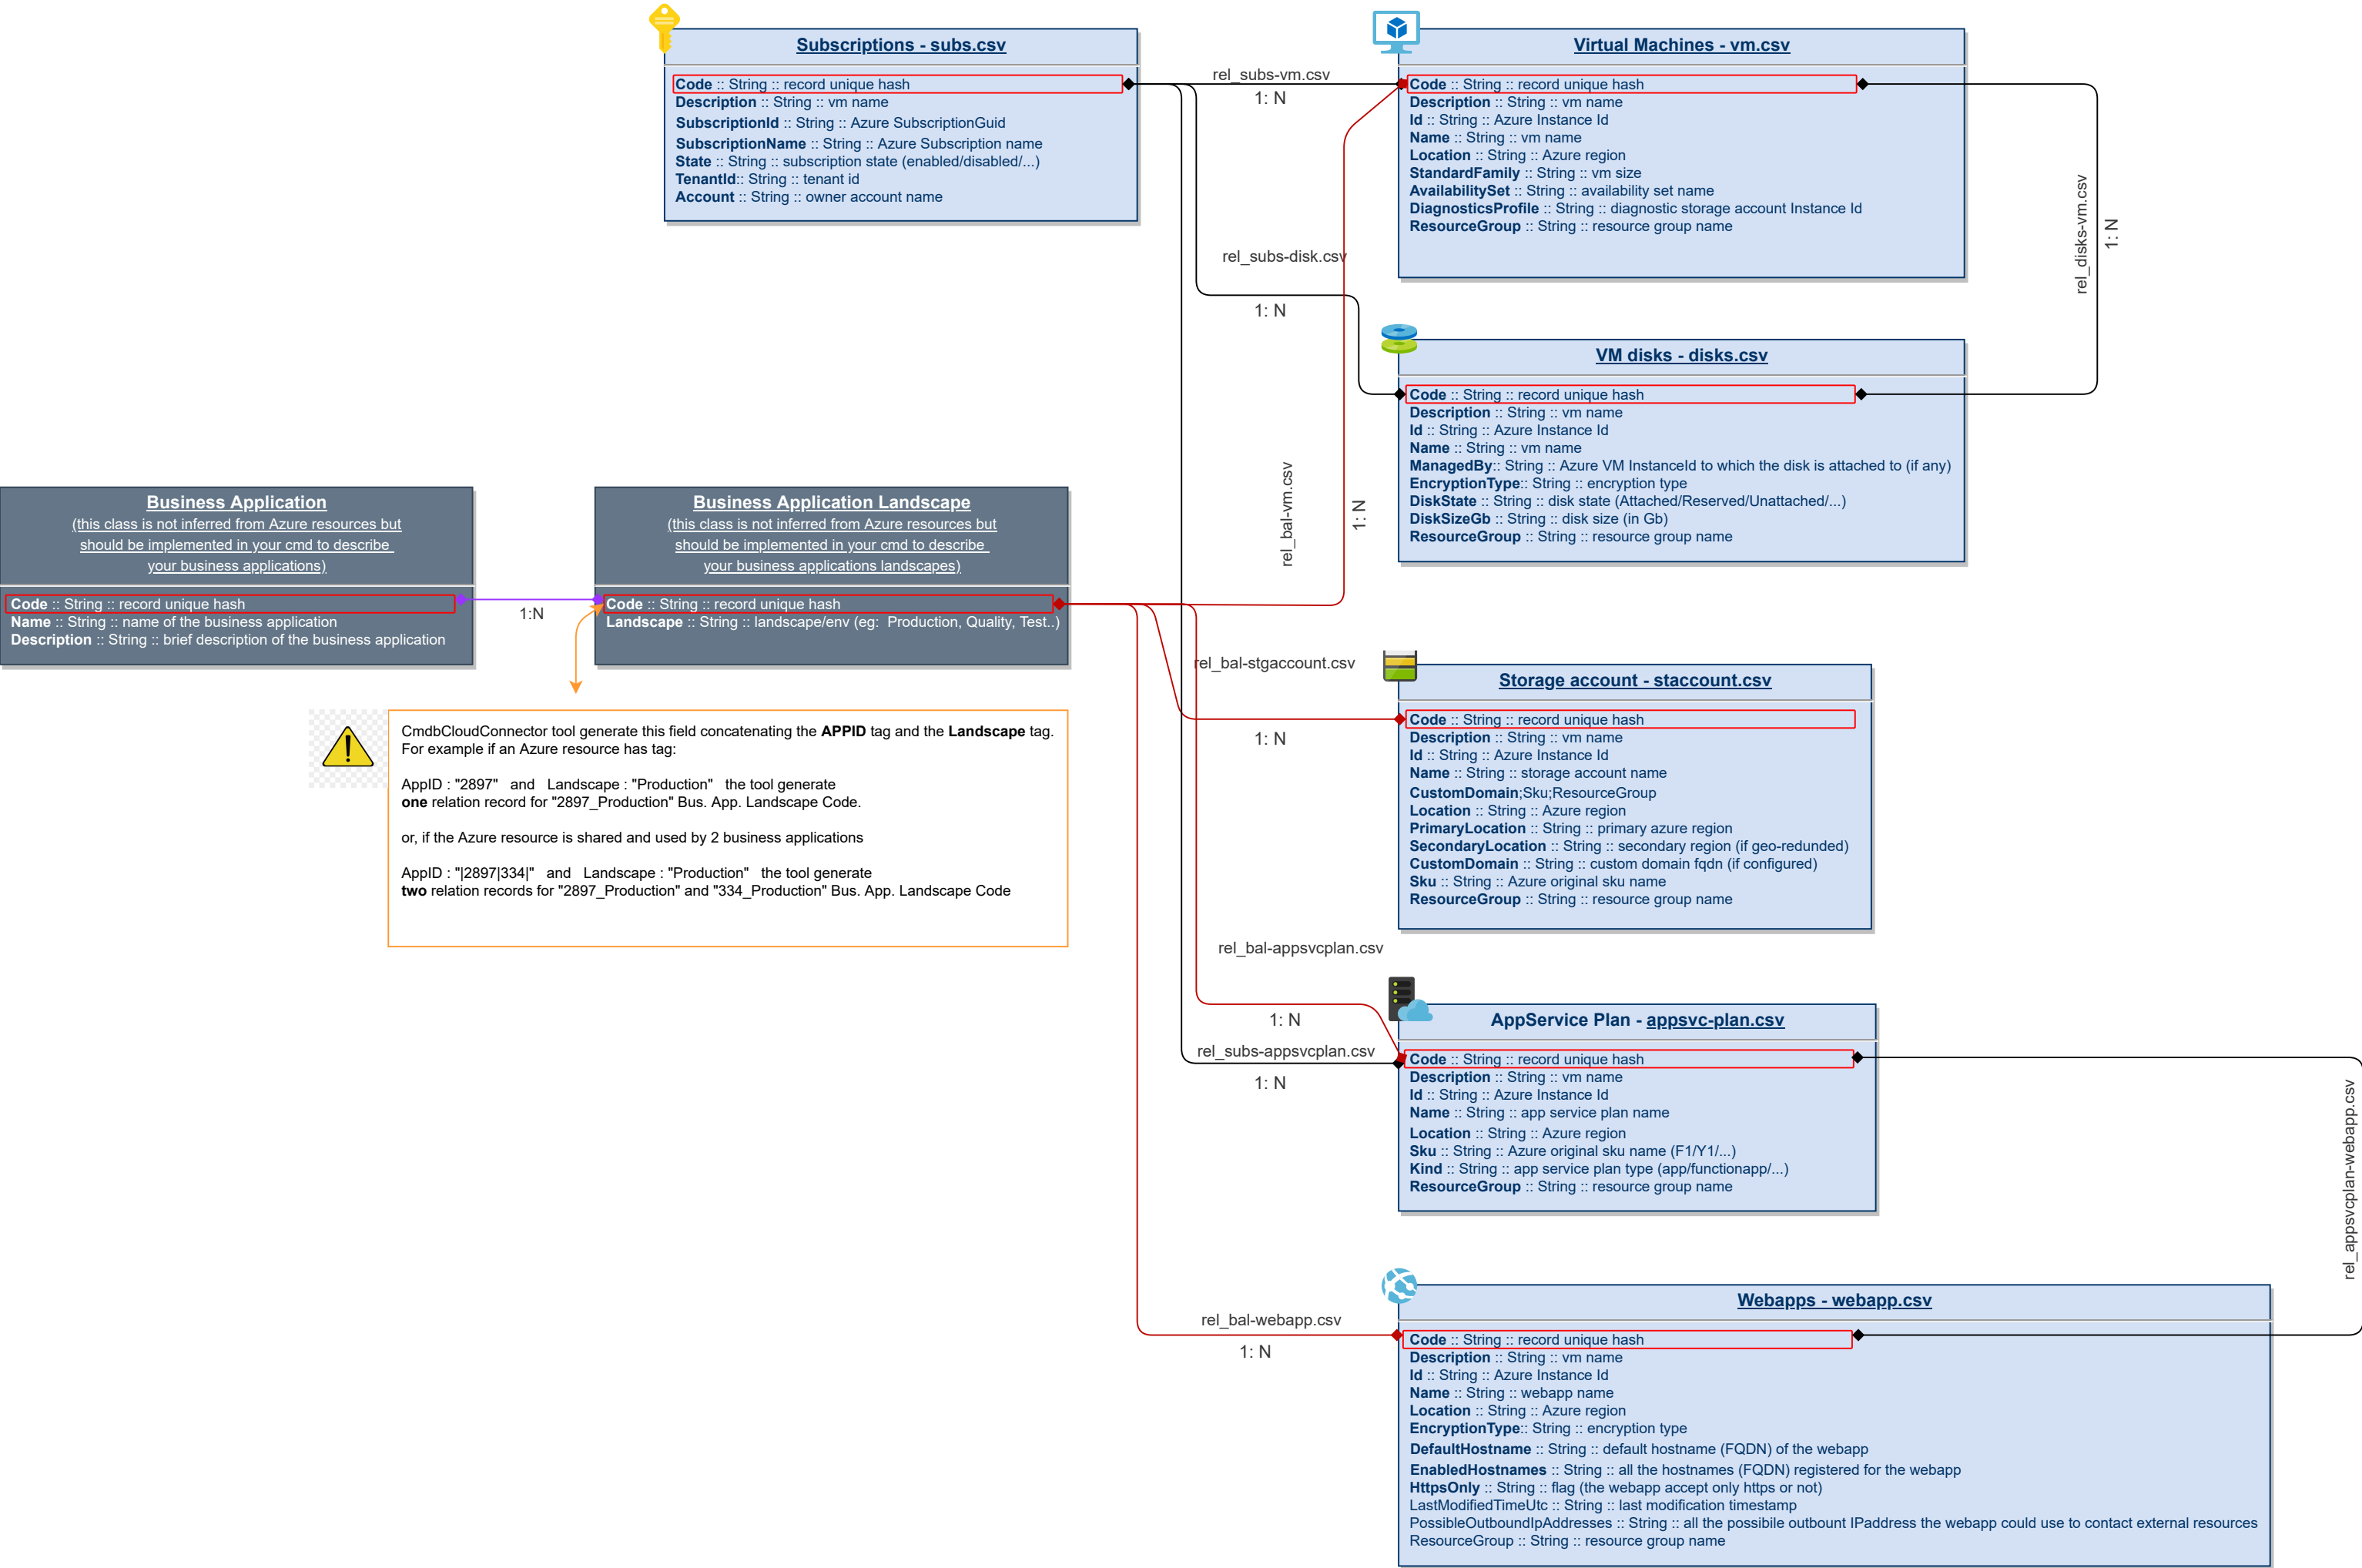 Subscriptions - subs.csv
Code :: String :: record unique hash
Description :: String :: vm name
SubscriptionId :: String :: Azure SubscriptionGuid
SubscriptionName :: String :: Azure Subscription name
State :: String :: subscription state (enabled/disabled/...)
TenantId:: String :: tenant id
Account :: String :: owner account name
rel_subs-vm.csv
1: N
Virtual Machines - vm.csv
Code :: String :: record unique hash
Description :: String :: vm name
Id :: String :: Azure Instance Id
Name :: String :: vm name
Location :: String :: Azure region
StandardFamily :: String :: vm size
AvailabilitySet :: String :: availability set name
DiagnosticsProfile :: String :: diagnostic storage account Instance Id
ResourceGroup :: String :: resource group name
rel_disks-vm.csv
1: N
rel_subs-disk.csv
1: N
VM disks - disks.csv
Code :: String :: record unique hash
Description :: String :: vm name
Id :: String :: Azure Instance Id
Name :: String :: vm name
ManagedBy:: String :: Azure VM InstanceId to which the disk is attached to (if any)
EncryptionType:: String :: encryption type
DiskState :: String :: disk state (Attached/Reserved/Unattached/...)
DiskSizeGb :: String :: disk size (in Gb)
ResourceGroup :: String :: resource group name
rel_bal-vm.csv
1: N
Business Application
(this class is not inferred from Azure resources but
should be implemented in your cmd to describe
your business applications)
Code :: String :: record unique hash
Name :: String :: name of the business application
Description :: String :: brief description of the business application
1:N
Business Application Landscape
(this class is not inferred from Azure resources but
should be implemented in your cmd to describe
your business applications landscapes)
Code :: String :: record unique hash
Landscape :: String :: landscape/env (eg: Production, Quality, Test..)
CmdbCloudConnector tool generate this field concatenating the APPID tag and the Landscape tag.
For example if an Azure resource has tag:
AppID : "2897" and Landscape : "Production" the tool generate
one relation record for "2897_Production" Bus. App. Landscape Code.
or, if the Azure resource is shared and used by 2 business applications
AppID : "|2897|334|" and Landscape : "Production" the tool generate
two relation records for "2897_Production" and "334_Production" Bus. App. Landscape Code
rel_bal-stgaccount.csv
1: N
Storage account - staccount.csv
Code :: String :: record unique hash
Description :: String :: vm name
Id :: String :: Azure Instance Id
Name :: String :: storage account name
CustomDomain;Sku;ResourceGroup
Location :: String :: Azure region
PrimaryLocation :: String :: primary azure region
SecondaryLocation :: String :: secondary region (if geo-redunded)
CustomDomain :: String :: custom domain fqdn (if configured)
Sku :: String :: Azure original sku name
ResourceGroup :: String :: resource group name
rel_bal-appsvcplan.csv
1: N
rel_subs-appsvcplan.csv
1: N
AppService Plan - appsvc-plan.csv
Code :: String :: record unique hash
Description :: String :: vm name
Id :: String :: Azure Instance Id
Name :: String :: app service plan name
Location :: String :: Azure region
Sku :: String :: Azure original sku name (F1/Y1/...)
Kind :: String :: app service plan type (app/functionapp/...)
ResourceGroup :: String :: resource group name
rel_appsvcplan-webapp.csv
rel_bal-webapp.csv
1: N
Webapps - webapp.csv
Code :: String :: record unique hash
Description :: String :: vm name
Id :: String :: Azure Instance Id
Name :: String :: webapp name
Location :: String :: Azure region
EncryptionType:: String :: encryption type
DefaultHostname :: String :: default hostname (FQDN) of the webapp
EnabledHostnames :: String :: all the hostnames (FQDN) registered for the webapp
HttpsOnly :: String :: flag (the webapp accept only https or not)
LastModifiedTimeUtc :: String :: last modification timestamp
PossibleOutboundIpAddresses :: String :: all the possibile outbount IPaddress the webapp could use to contact external resources
ResourceGroup :: String :: resource group name